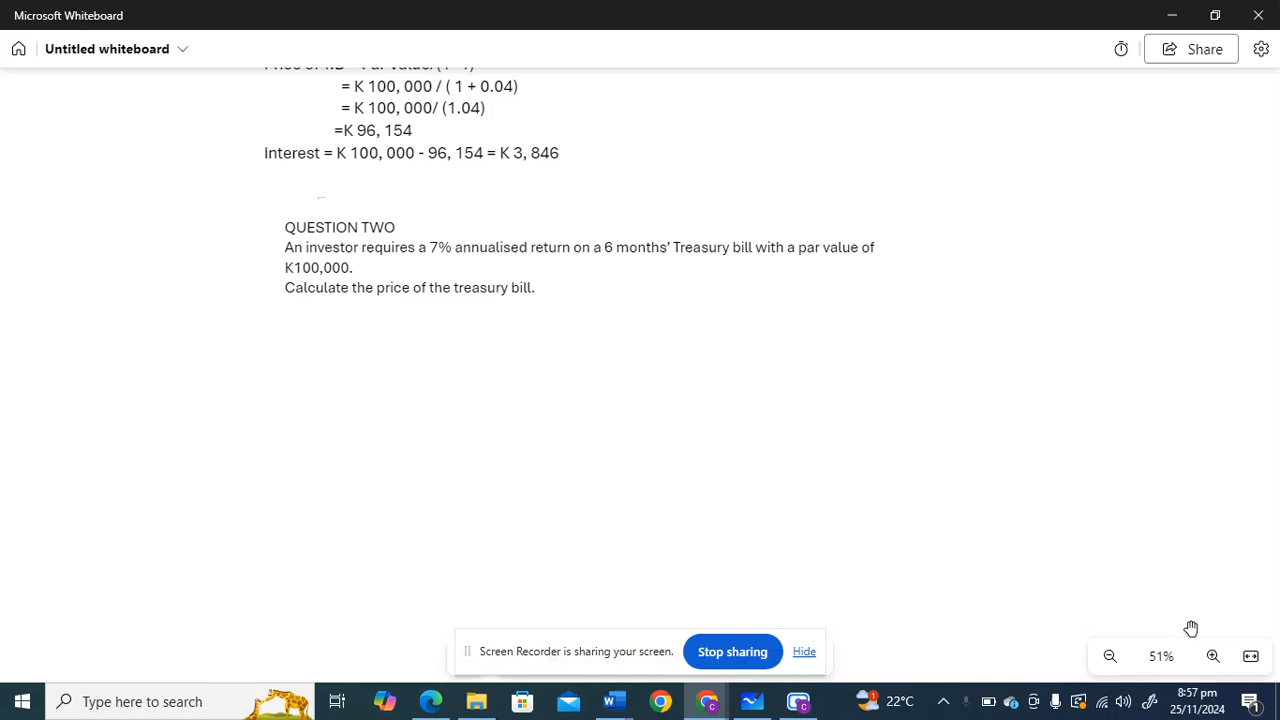 Microsoft Whiteboard
Untitled whiteboard
Share
= K 100, 000 / ( 1 + 0.04)
= K 100, 000/ (1.04)
=K 96, 154
Interest = K 100, 000 - 96, 154 = K 3, 846
QUESTION TWO
An investor requires a 7% annualised return on a 6 months’ Treasury bill with a par value of
K100,000.
Calculate the price of the treasury bill.
Screen Recorder is sharing your screen.
Stop sharing
Hide
51%
Type here to search
22°C
8:57 pm
25/11/2024